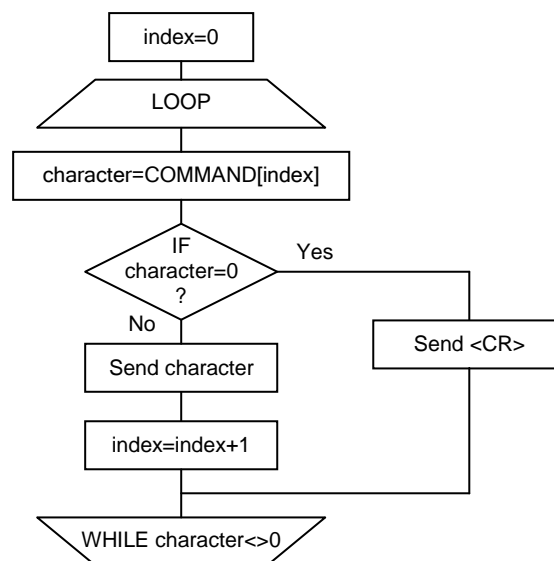 index=0
LOOP
character=COMMAND[index]
IF
character=0
?
Yes
No
Send character
Send <CR>
index=index+1
WHILE character<>0